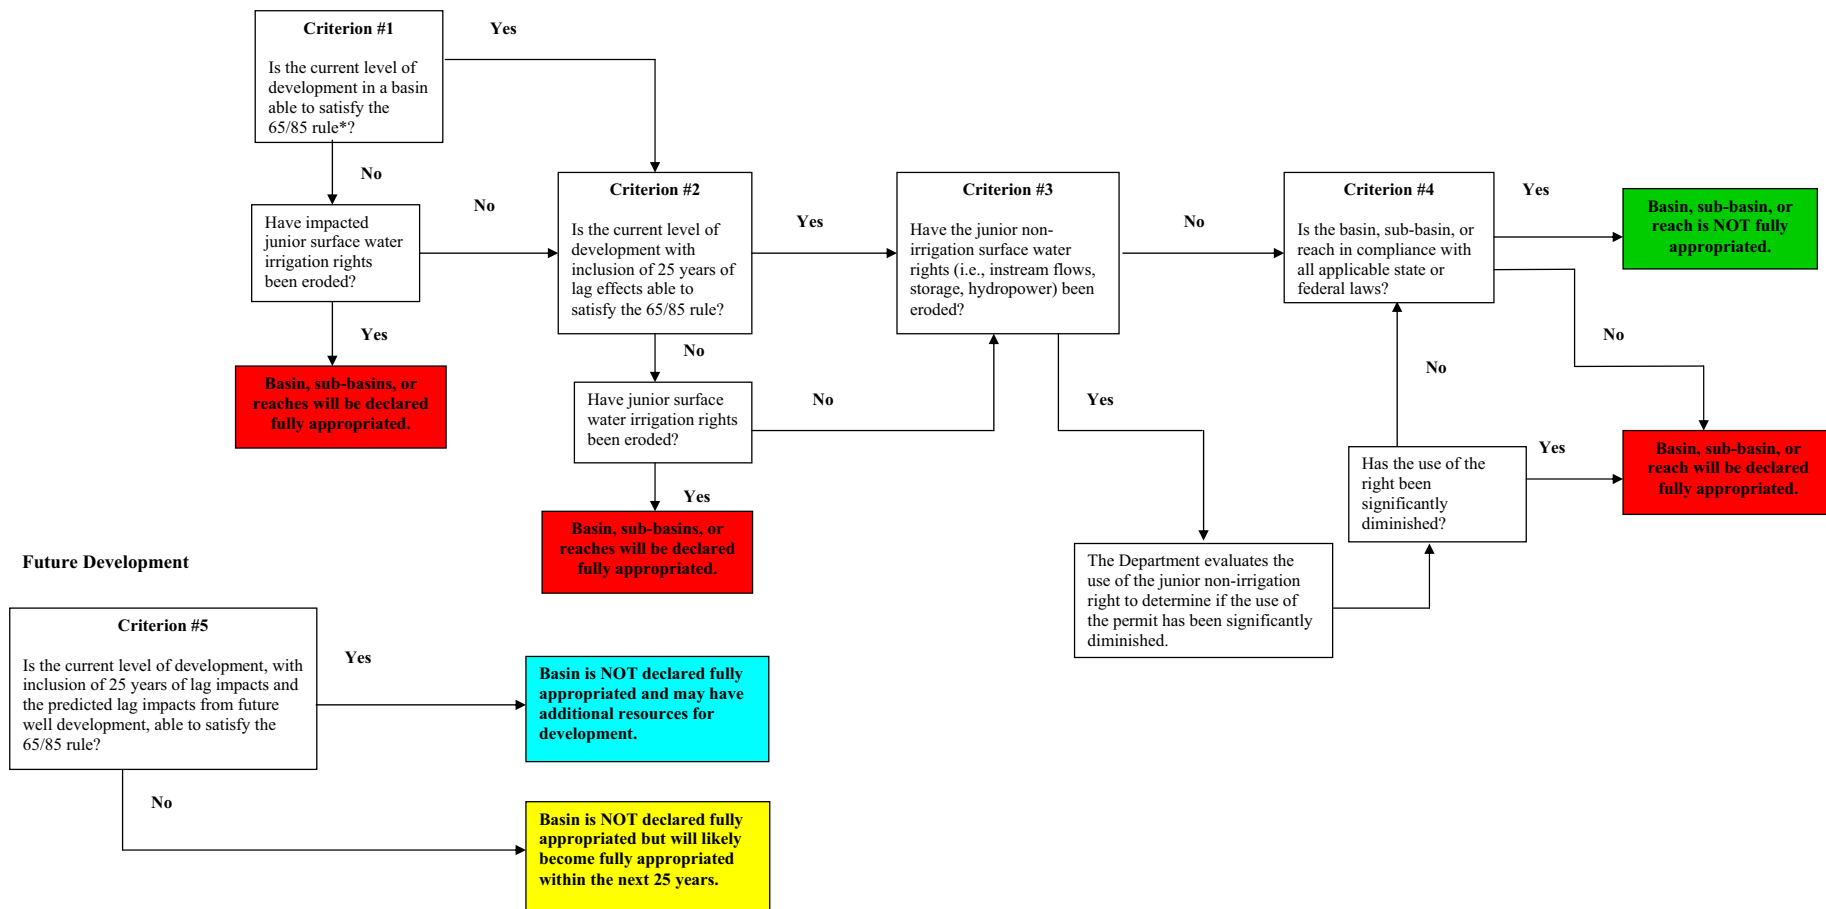 Criterion #1
Is the current level of
development in a basin
able to satisfy the
65/85 rule*?
Yes
No
Have impacted
junior surface water
irrigation rights
been eroded?
No
Yes
Basin, sub-basins, or
reaches will be declared
fully appropriated.
Criterion #2
Is the current level of
development with
inclusion of 25 years of
lag effects able to
satisfy the 65/85 rule?
Yes
No
Have junior surface
water irrigation rights
been eroded?
No
Yes
Basin, sub-basins, or
reaches will be declared
fully appropriated.
Criterion #3
Have the junior non-
irrigation surface water
rights (i.e., instream flows,
storage, hydropower) been
eroded?
No
Yes
The Department evaluates the
use of the junior non-irrigation
right to determine if the use of
the permit has been significantly
diminished.
Has the use of the
right been
significantly
diminished?
No
Yes
Criterion #4
Is the basin, sub-basin, or
reach in compliance with
all applicable state or
federal laws?
Yes
No
Basin, sub-basin, or
reach is NOT fully
appropriated.
Basin, sub-basin, or
reach will be declared
fully appropriated.
Future Development
Criterion #5
Is the current level of development, with
inclusion of 25 years of lag impacts and
the predicted lag impacts from future
well development, able to satisfy the
65/85 rule?
Yes
No
Basin is NOT declared fully
appropriated and may have
additional resources for
development.
Basin is NOT declared fully
appropriated but will likely
become fully appropriated
within the next 25 years.